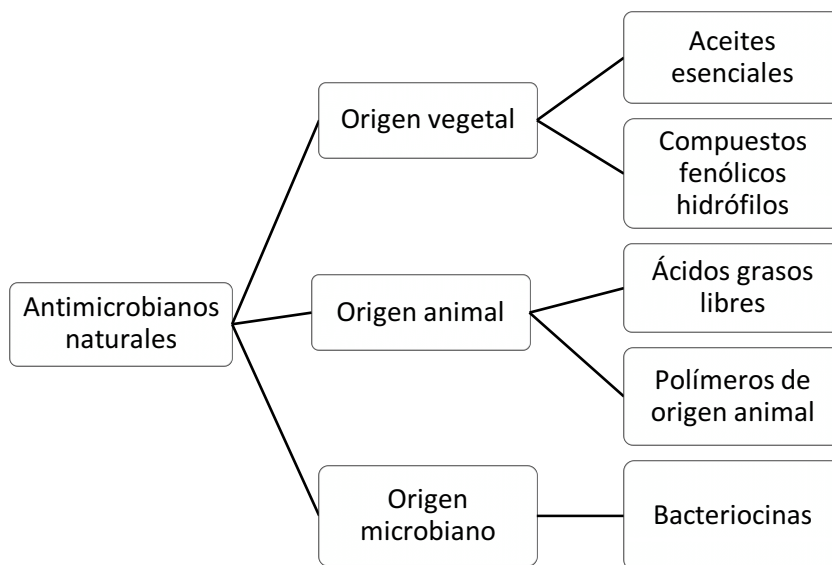 Antimicrobianos
naturales
Origen vegetal
Aceites
esenciales
Compuestos
fenólicos
hidrófilos
Origen animal
Ácidos grasos
libres
Polímeros de
origen animal
Origen
microbiano
Bacteriocinas